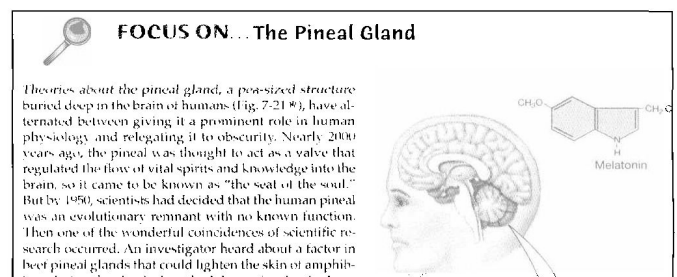 FOCUS ON... The Pineal Gland
Theories about the pineal gland, a pea-sized structure
buried deep in the brain of humans (Fig. 7-21), have al-
ternated between giving it a prominent role in human
physiology and relegating it to obscurity. Nearly 2000
years ago, the pineal was thought to act as a valve that
regulated the flow of vital spirits and knowledge into the
brain, so it came to be known as "the seat of the soul."
But by 1950, scientists had decided that the human pineal
was an evolutionary remnant with no known function.
Then one of the wonderful coincidences of scientific re-
search occurred. An investigator heard about a factor in
beef pineal glands that could lighten the skin of amphib-
CH₃O
CH₂C
N
H
Melatonin